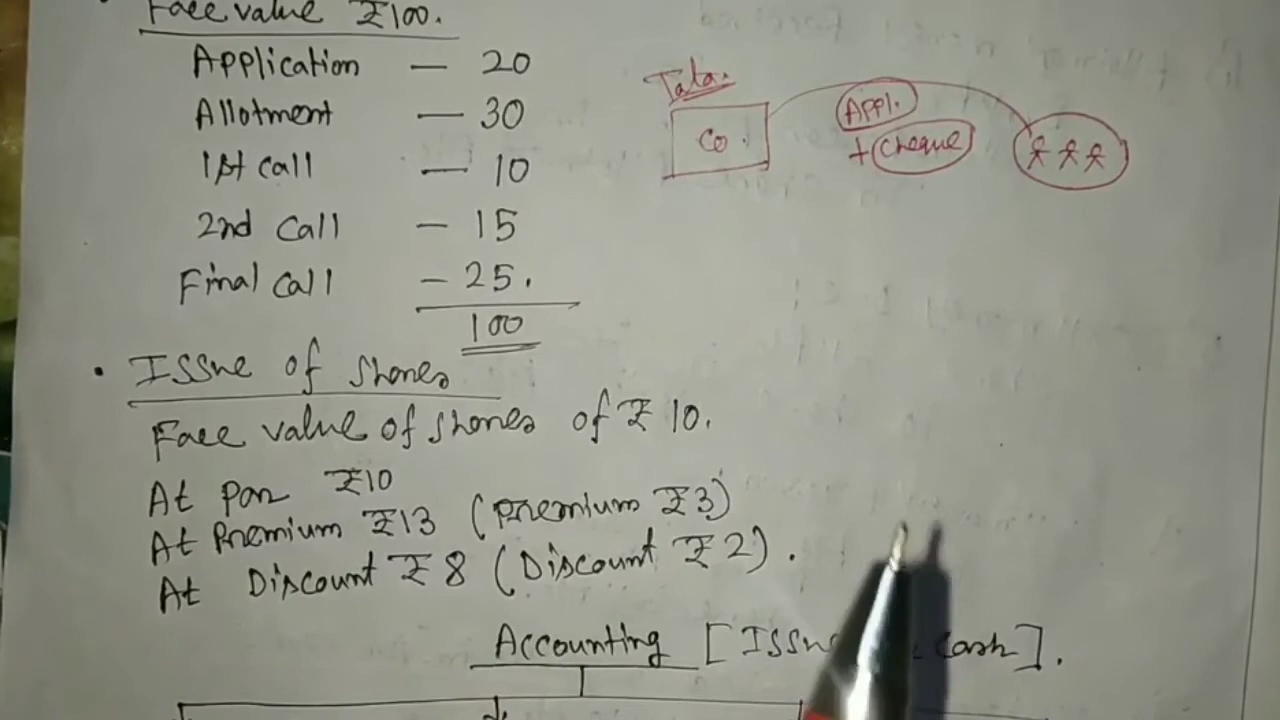 Face value ₹100.
Application — 20
Allotment — 30
1st call — 10
2nd call — 15
Final call — 25.
100
Tata.
Co.
Appl.
+ cheque
• Issue of shares
Face value of shares of ₹10.
At par ₹10
At Premium ₹13 (Premium ₹3)
At Discount ₹8 (Discount ₹2).
Accounting [Issue cash].